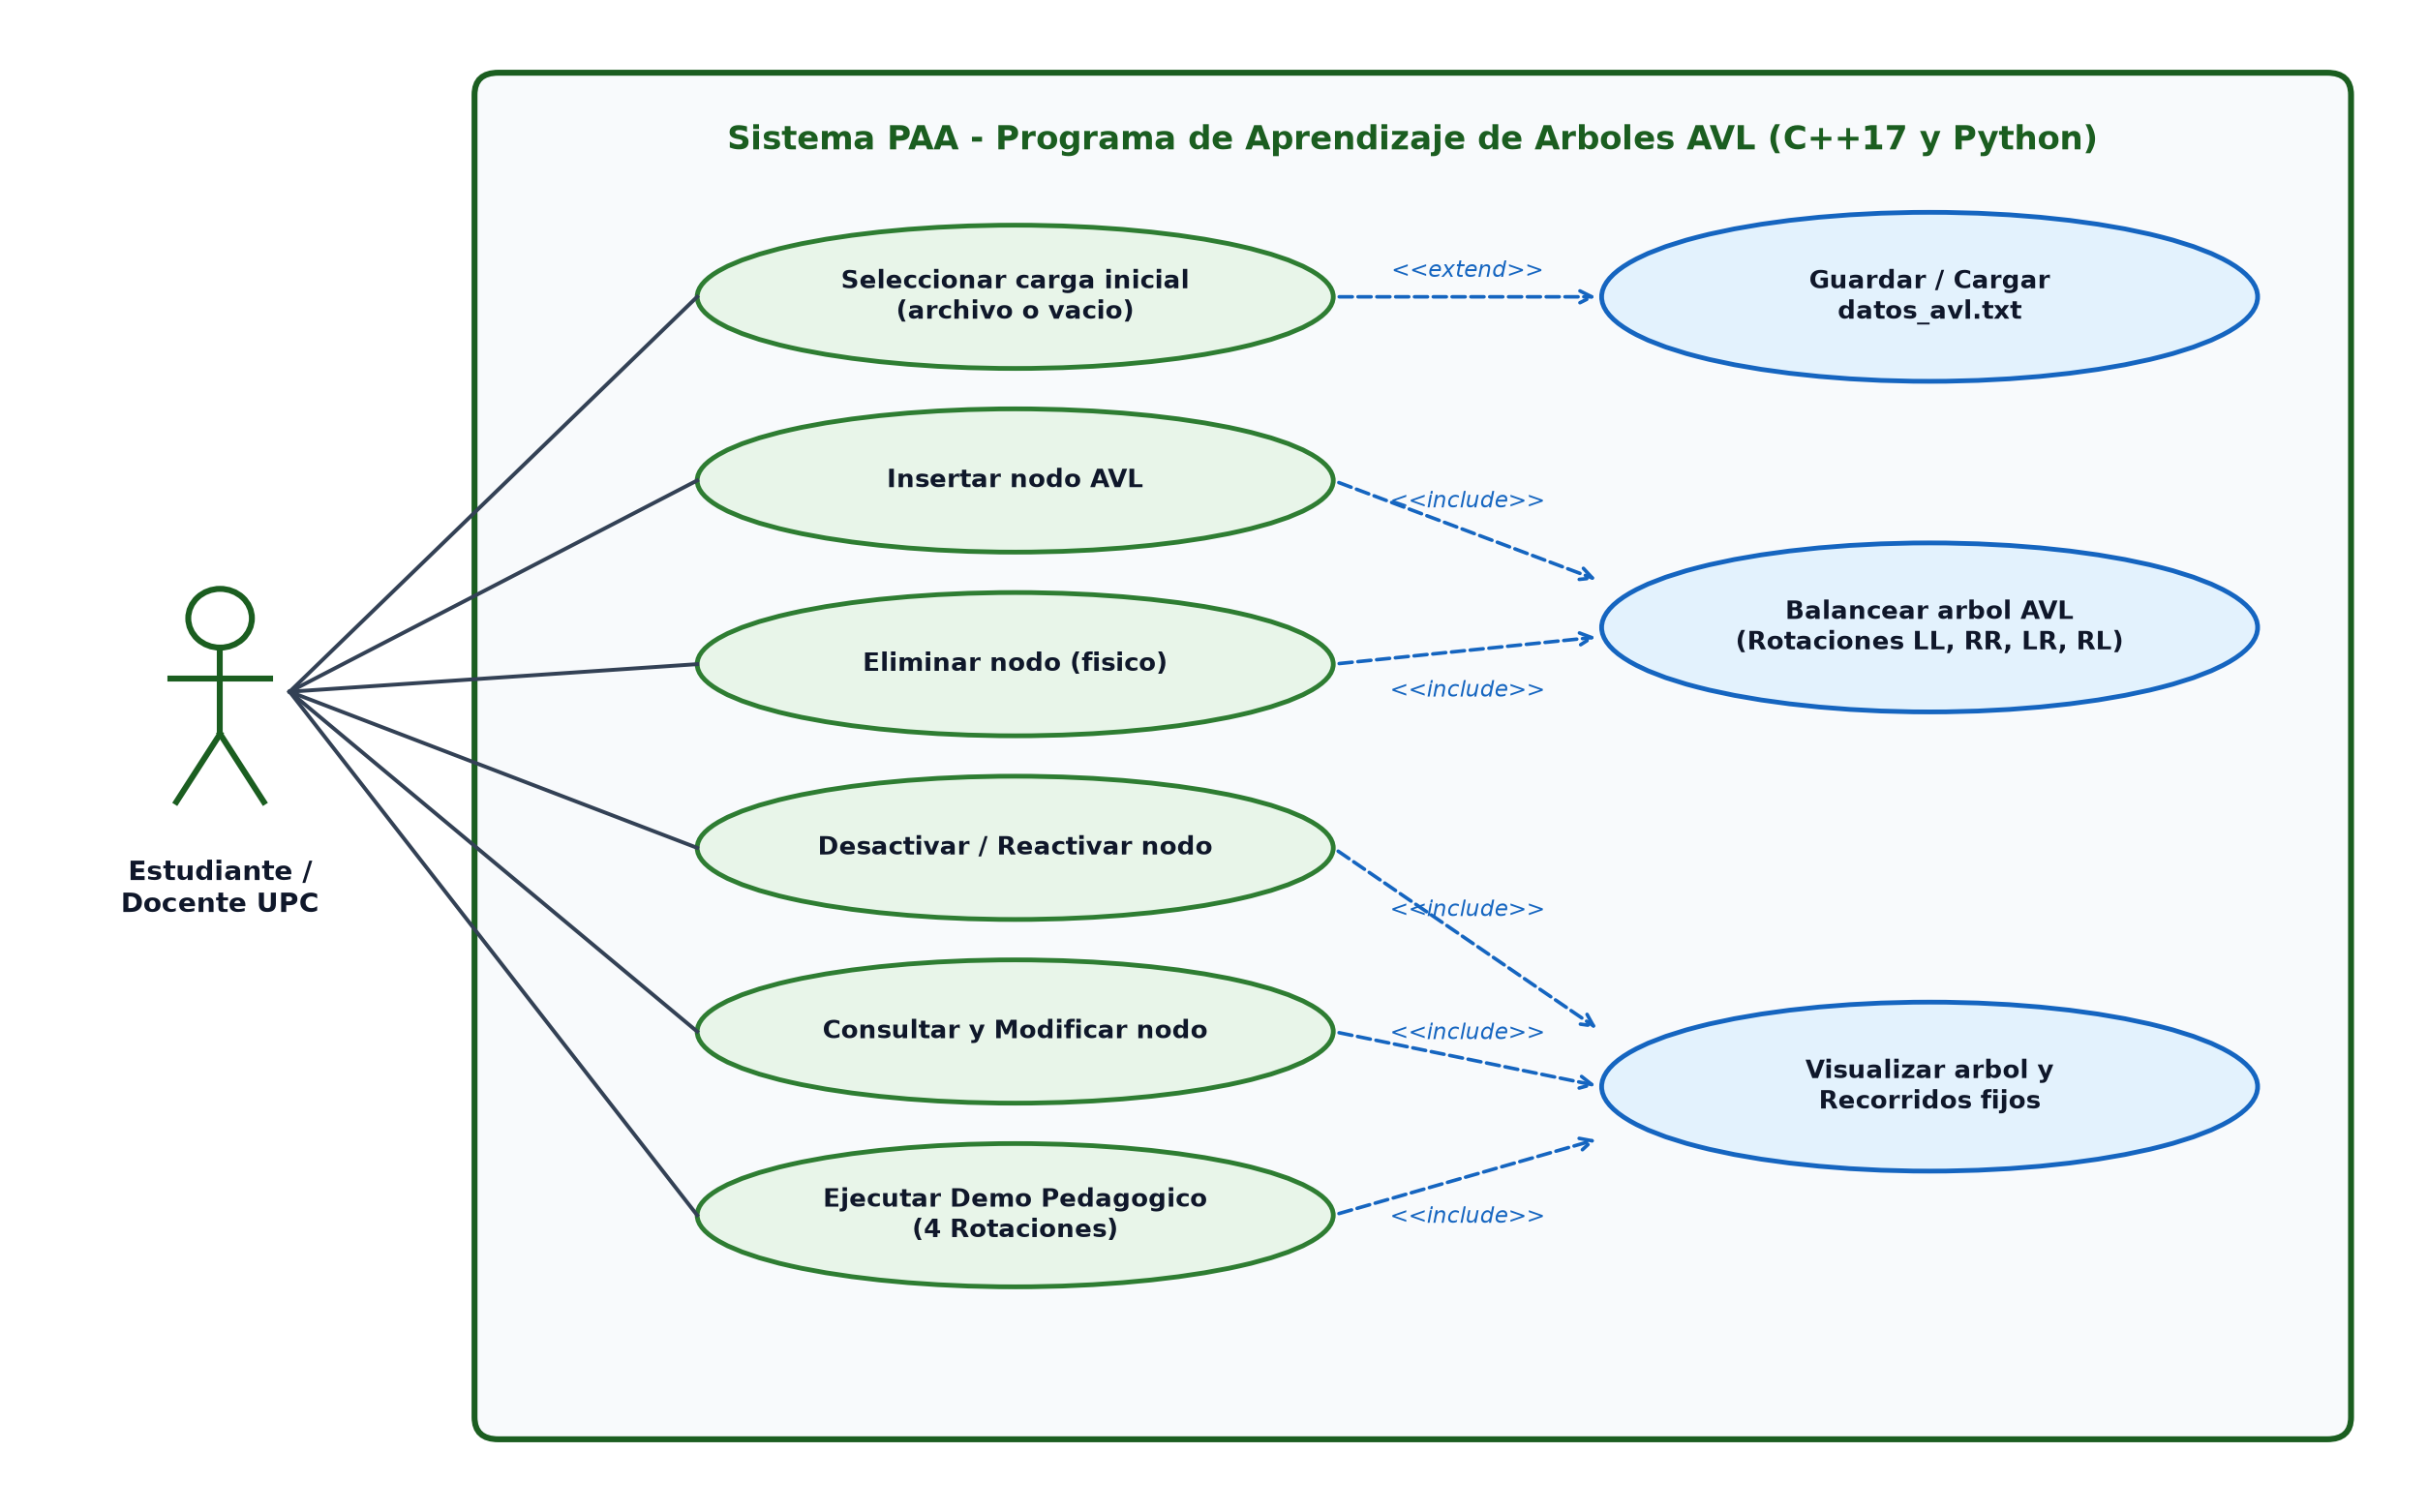 Sistema PAA - Programa de Aprendizaje de Arboles AVL (C++17 y Python)
Seleccionar carga inicial
(archivo o vacio)
<<extend>>
Guardar / Cargar
datos_avl.txt
Insertar nodo AVL
<<include>>
Balancear arbol AVL
(Rotaciones LL, RR, LR, RL)
Eliminar nodo (fisico)
<<include>>
Desactivar / Reactivar nodo
<<include>>
Estudiante /
Docente UPC
Consultar y Modificar nodo
<<include>>
Visualizar arbol y
Recorridos fijos
Ejecutar Demo Pedagogico
(4 Rotaciones)
<<include>>